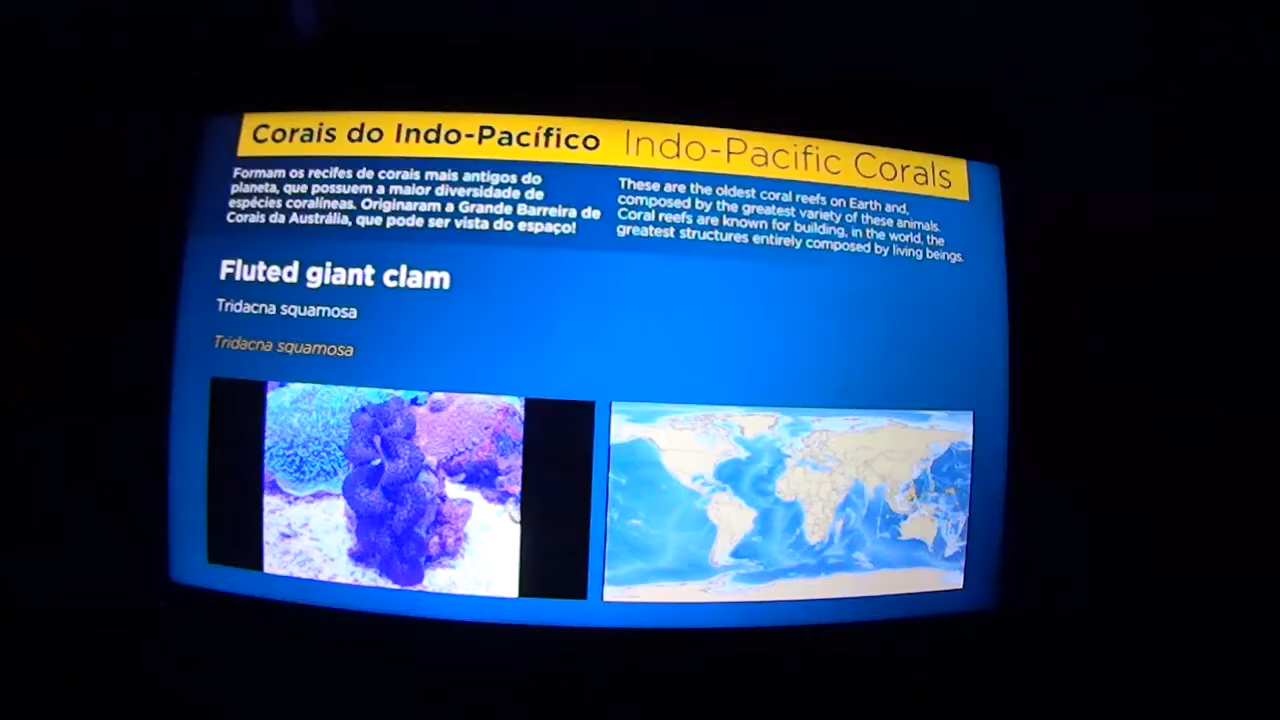 Corais do Indo-Pacífico
Indo-Pacific Corals
Formam os recifes de corais mais antigos do
planeta, que possuem a maior diversidade de
espécies coralíneas. Originaram a Grande Barreira de
Corais da Austrália, que pode ser vista do espaço!
These are the oldest coral reefs on Earth and,
composed by the greatest variety of these animals.
Coral reefs are known for building, in the world, the
greatest structures entirely composed by living beings.
Fluted giant clam
Tridacna squamosa
Tridacna squamosa